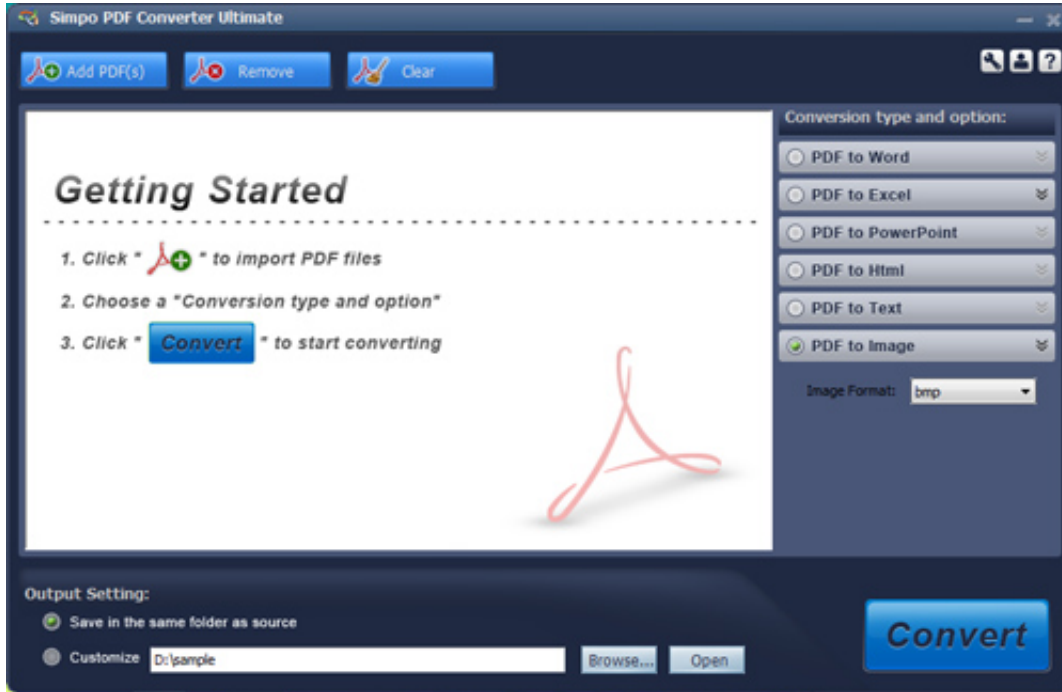 Simpo PDF Converter Ultimate
Add PDF(s) Remove Clear
?
Conversion type and option:
PDF to Word
PDF to Excel
PDF to PowerPoint
PDF to Html
PDF to Text
PDF to Image
Image Format: bmp
Getting Started
1. Click " " to import PDF files
2. Choose a "Conversion type and option"
3. Click " Convert " to start converting
Output Setting:
Save in the same folder as source
Customize D:\sample Browse... Open
Convert